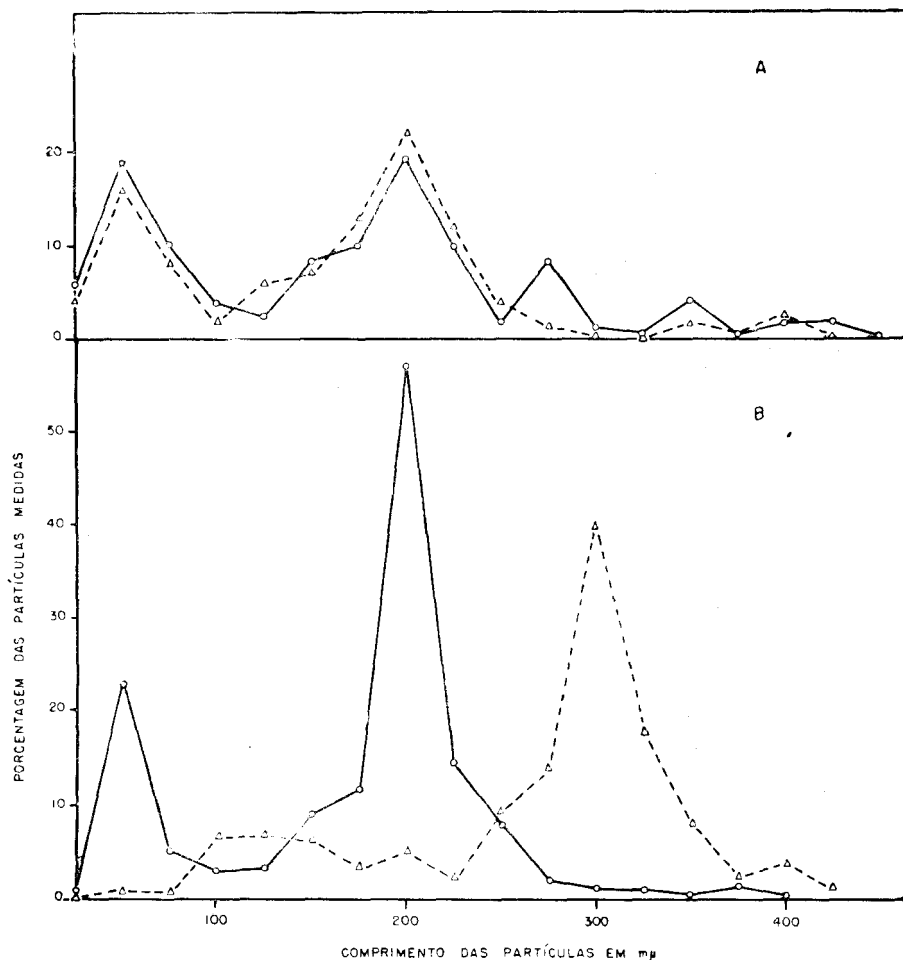 A
20
10
0
B
50
40
30
20
10
0
PORCENTAGEM DAS PARTÍCULAS MEDIDAS
100 200 300 400
COMPRIMENTO DAS PARTÍCULAS EM mµ